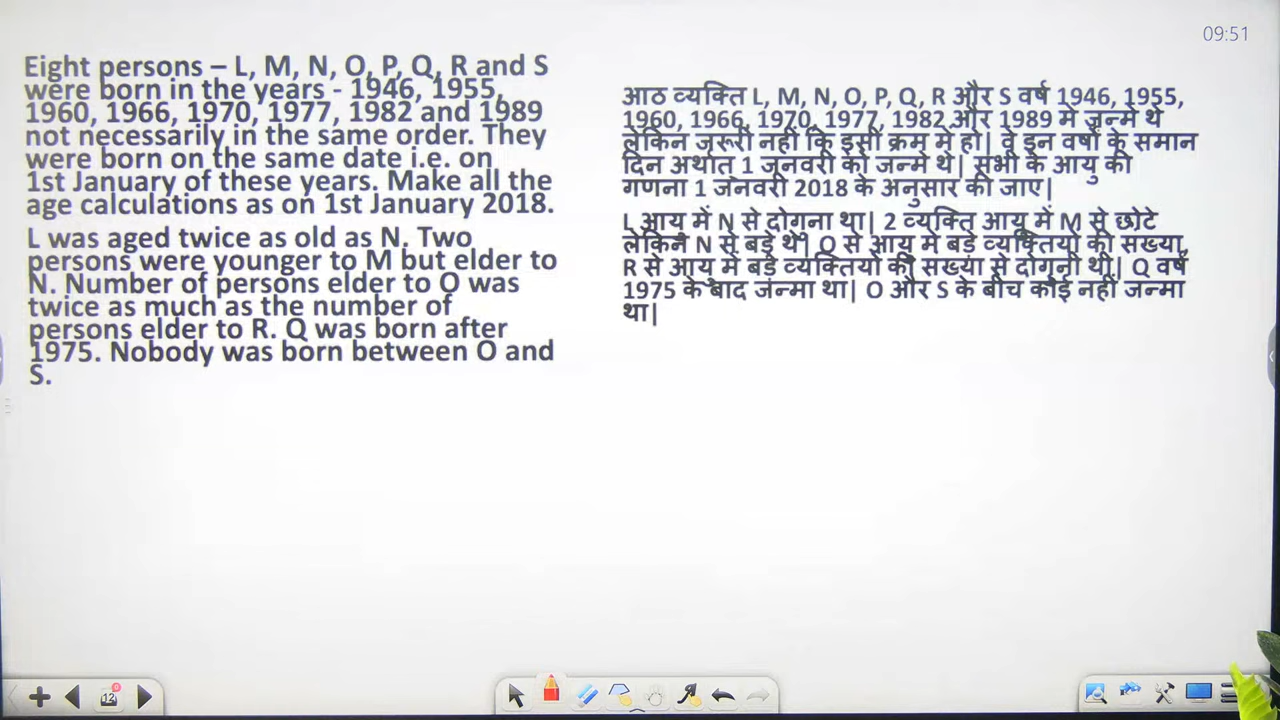 09:51
Eight persons – L, M, N, O, P, Q, R and S
were born in the years - 1946, 1955,
1960, 1966, 1970, 1977, 1982 and 1989
not necessarily in the same order. They
were born on the same date i.e. on
1st January of these years. Make all the
age calculations as on 1st January 2018.
L was aged twice as old as N. Two
persons were younger to M but elder to
N. Number of persons elder to O was
twice as much as the number of
persons elder to R. Q was born after
1975. Nobody was born between O and
S.
आठ व्यक्ति L, M, N, O, P, Q, R और S वर्ष 1946, 1955,
1960, 1966, 1970, 1977, 1982 और 1989 में जन्मे थे
लेकिन जरूरी नहीं कि इसी क्रम में हो| वे इन वर्षों के समान
दिन अर्थात् 1 जनवरी को जन्मे थे| सभी के आयु की
गणना 1 जनवरी 2018 के अनुसार की जाए|
L आयु में N से दोगुना था| 2 व्यक्ति आयु में M से छोटे
लेकिन N से बड़े थे| O से आयु में बड़े व्यक्तियों की संख्या,
R से आयु में बड़े व्यक्तियों की संख्या से दोगुनी थी| Q वर्ष
1975 के बाद जन्मा था| O और S के बीच कोई नहीं जन्मा
था|
12